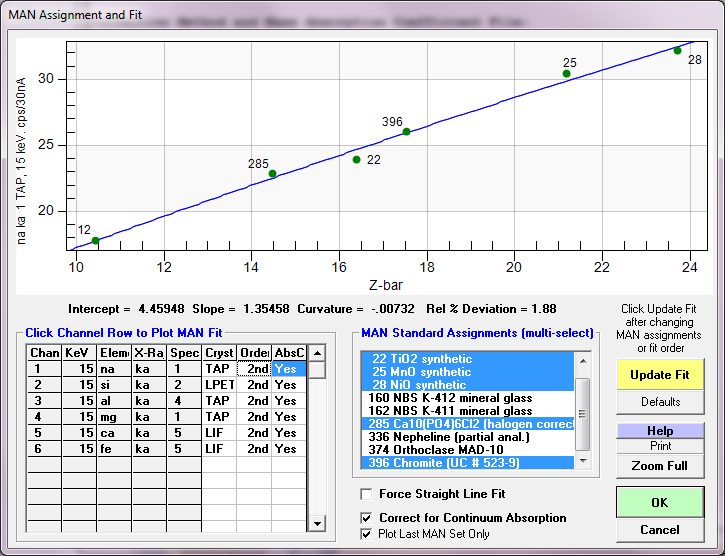 MAN Assignment and Fit
na ka 1 TAP, 15 keV. cps/30nA
30
25
20
12
285
22
396
25
28
10
12
14
16
18
20
22
24
Z-bar
Intercept = 4.45948 Slope = 1.35458 Curvature = -.00732 Rel % Deviation = 1.88
Click Channel Row to Plot MAN Fit
Chan KeV Eleme X-Ra Spec Cryst Order AbsC
1 15 na ka 1 TAP 2nd Yes
2 15 si ka 2 LPET 2nd Yes
3 15 al ka 4 TAP 2nd Yes
4 15 mg ka 1 TAP 2nd Yes
5 15 ca ka 5 LIF 2nd Yes
6 15 fe ka 5 LIF 2nd Yes
MAN Standard Assignments (multi-select)
22 TiO2 synthetic
25 MnO synthetic
28 NiO synthetic
160 NBS K-412 mineral glass
162 NBS K-411 mineral glass
285 Ca10(PO4)6Cl2 (halogen correc
336 Nepheline (partial anal.)
374 Orthoclase MAD-10
396 Chromite (UC # 523-9)
Force Straight Line Fit
Correct for Continuum Absorption
Plot Last MAN Set Only
Click Update Fit
after changing
MAN assignments
or fit order
Update Fit
Defaults
Help
Print
Zoom Full
OK
Cancel